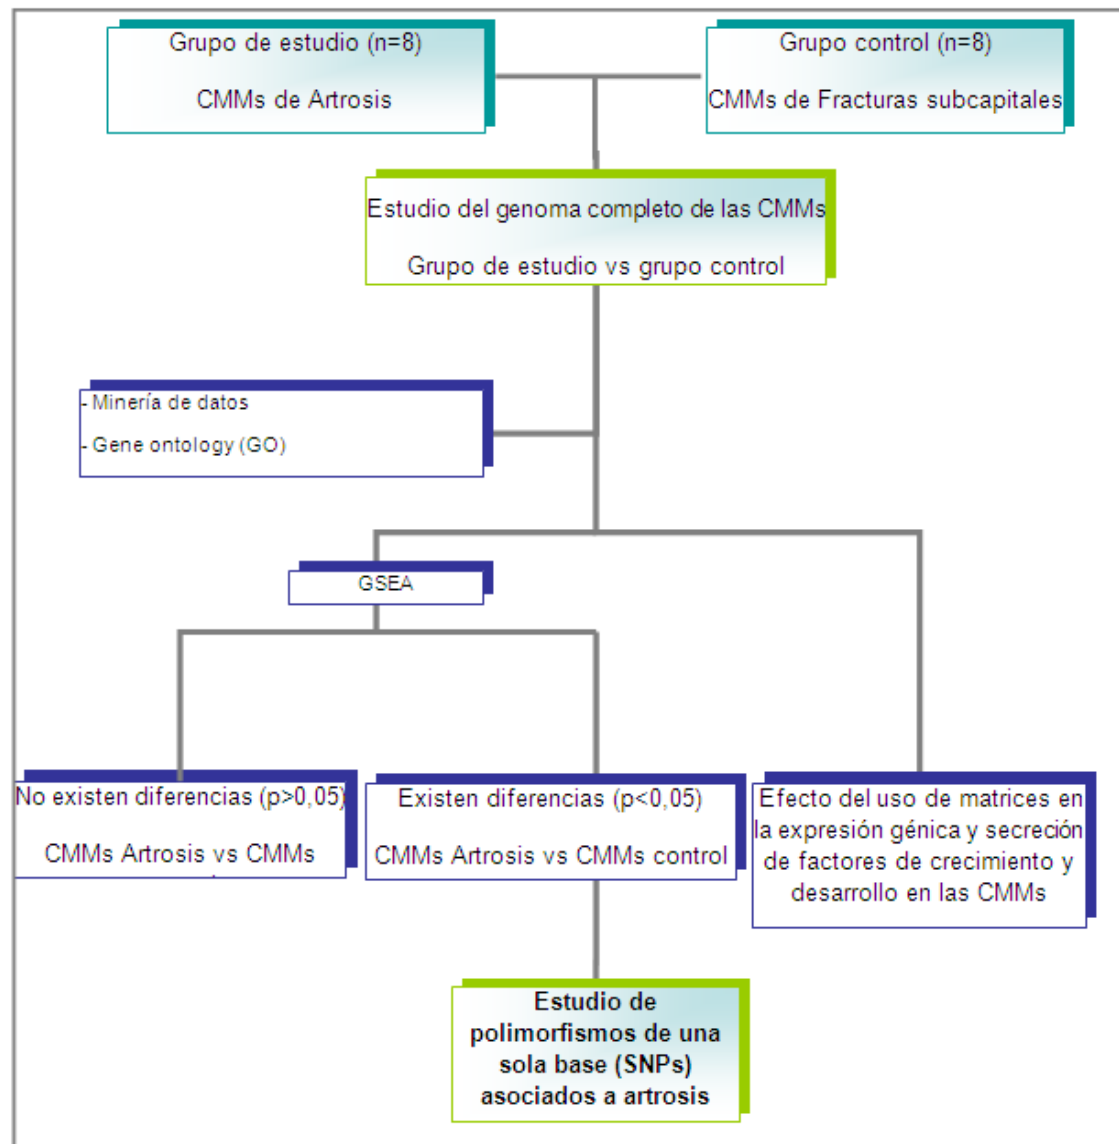 Grupo de estudio (n=8)
CMMs de Artrosis
Grupo control (n=8)
CMMs de Fracturas subcapitales
Estudio del genoma completo de las CMMs
Grupo de estudio vs grupo control
- Minería de datos
- Gene ontology (GO)
GSEA
No existen diferencias (p>0,05)
CMMs Artrosis vs CMMs
Existen diferencias (p<0,05)
CMMs Artrosis vs CMMs control
Efecto del uso de matrices en
la expresión génica y secreción
de factores de crecimiento y
desarrollo en las CMMs
Estudio de
polimorfismos de una
sola base (SNPs)
asociados a artrosis